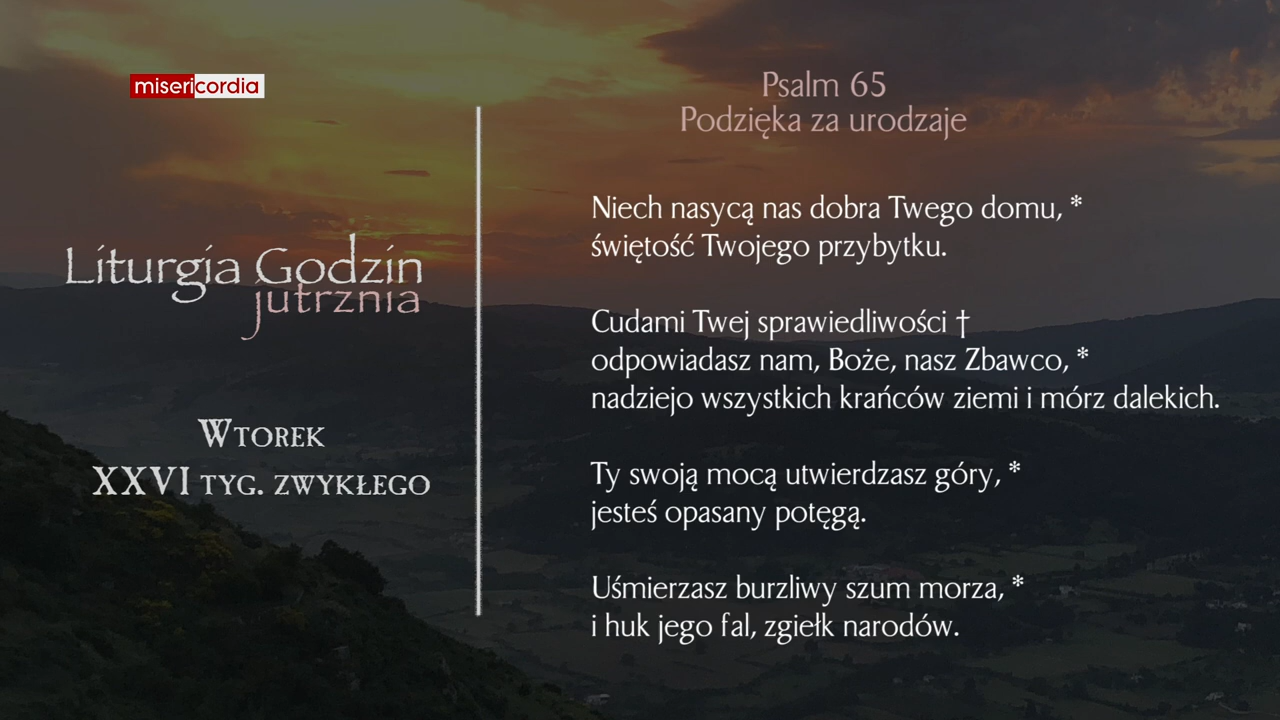 misericordia
Liturgia Godzin
jutrznia
Wtorek
XXVI tyg. zwykłego
Psalm 65
Podzięka za urodzaje
Niech nasycą nas dobra Twego domu, *
świętość Twojego przybytku.
Cudami Twej sprawiedliwości †
odpowiadasz nam, Boże, nasz Zbawco, *
nadziejo wszystkich krańców ziemi i mórz dalekich.
Ty swoją mocą utwierdzasz góry, *
jesteś opasany potęgą.
Uśmierzasz burzliwy szum morza, *
i huk jego fal, zgiełk narodów.